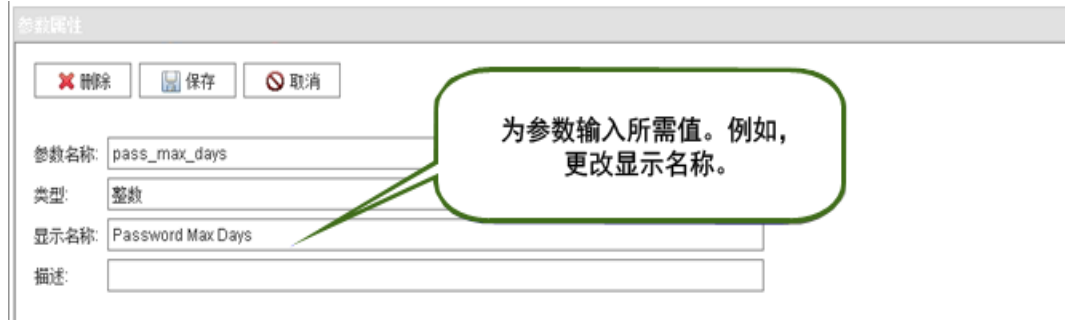 参数属性
删除 保存 取消
为参数输入所需值。例如，
更改显示名称。
参数名称: pass_max_days
类型: 整数
显示名称: Password Max Days
描述: